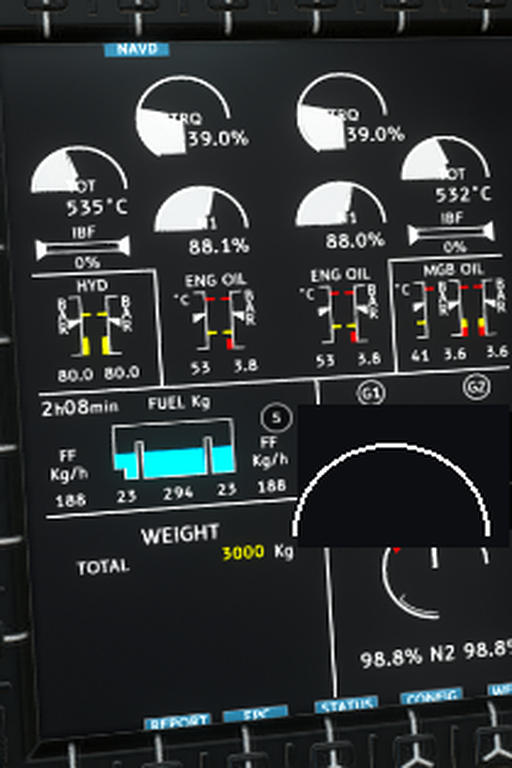 NAVD
TRQ TRQ
39.0% 39.0%
535°C 532°C
IBF IBF
88.1% 88.0%
0% 0%
HYD ENG OIL ENG OIL MGB OIL
°C BAR °C BAR °C BAR
BAR BAR
80.0 80.0 53 3.8 53 3.8 41 3.6 3.6
2h08min FUEL Kg S G1 G2
FF FF
Kg/h Kg/h
188 23 294 23 188
WEIGHT
TOTAL 3000 Kg
98.8% N2 98.8%
REPORT EPC STATUS CONFIG